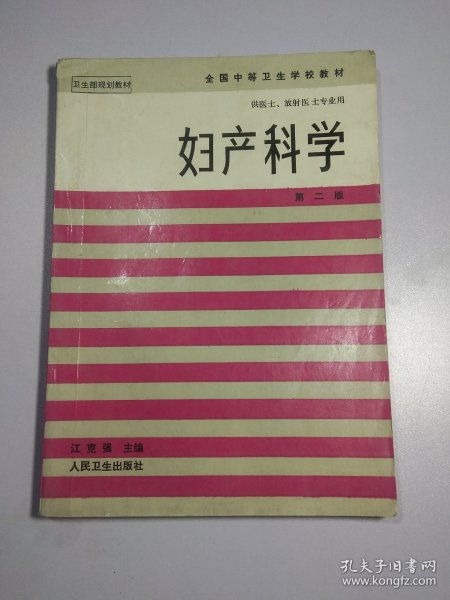 卫生部规划教材
全国中等卫生学校教材
供医士、放射医士专业用
妇产科学
第二版
江克强 主编
人民卫生出版社
孔夫子旧书网
www.kongfz.com